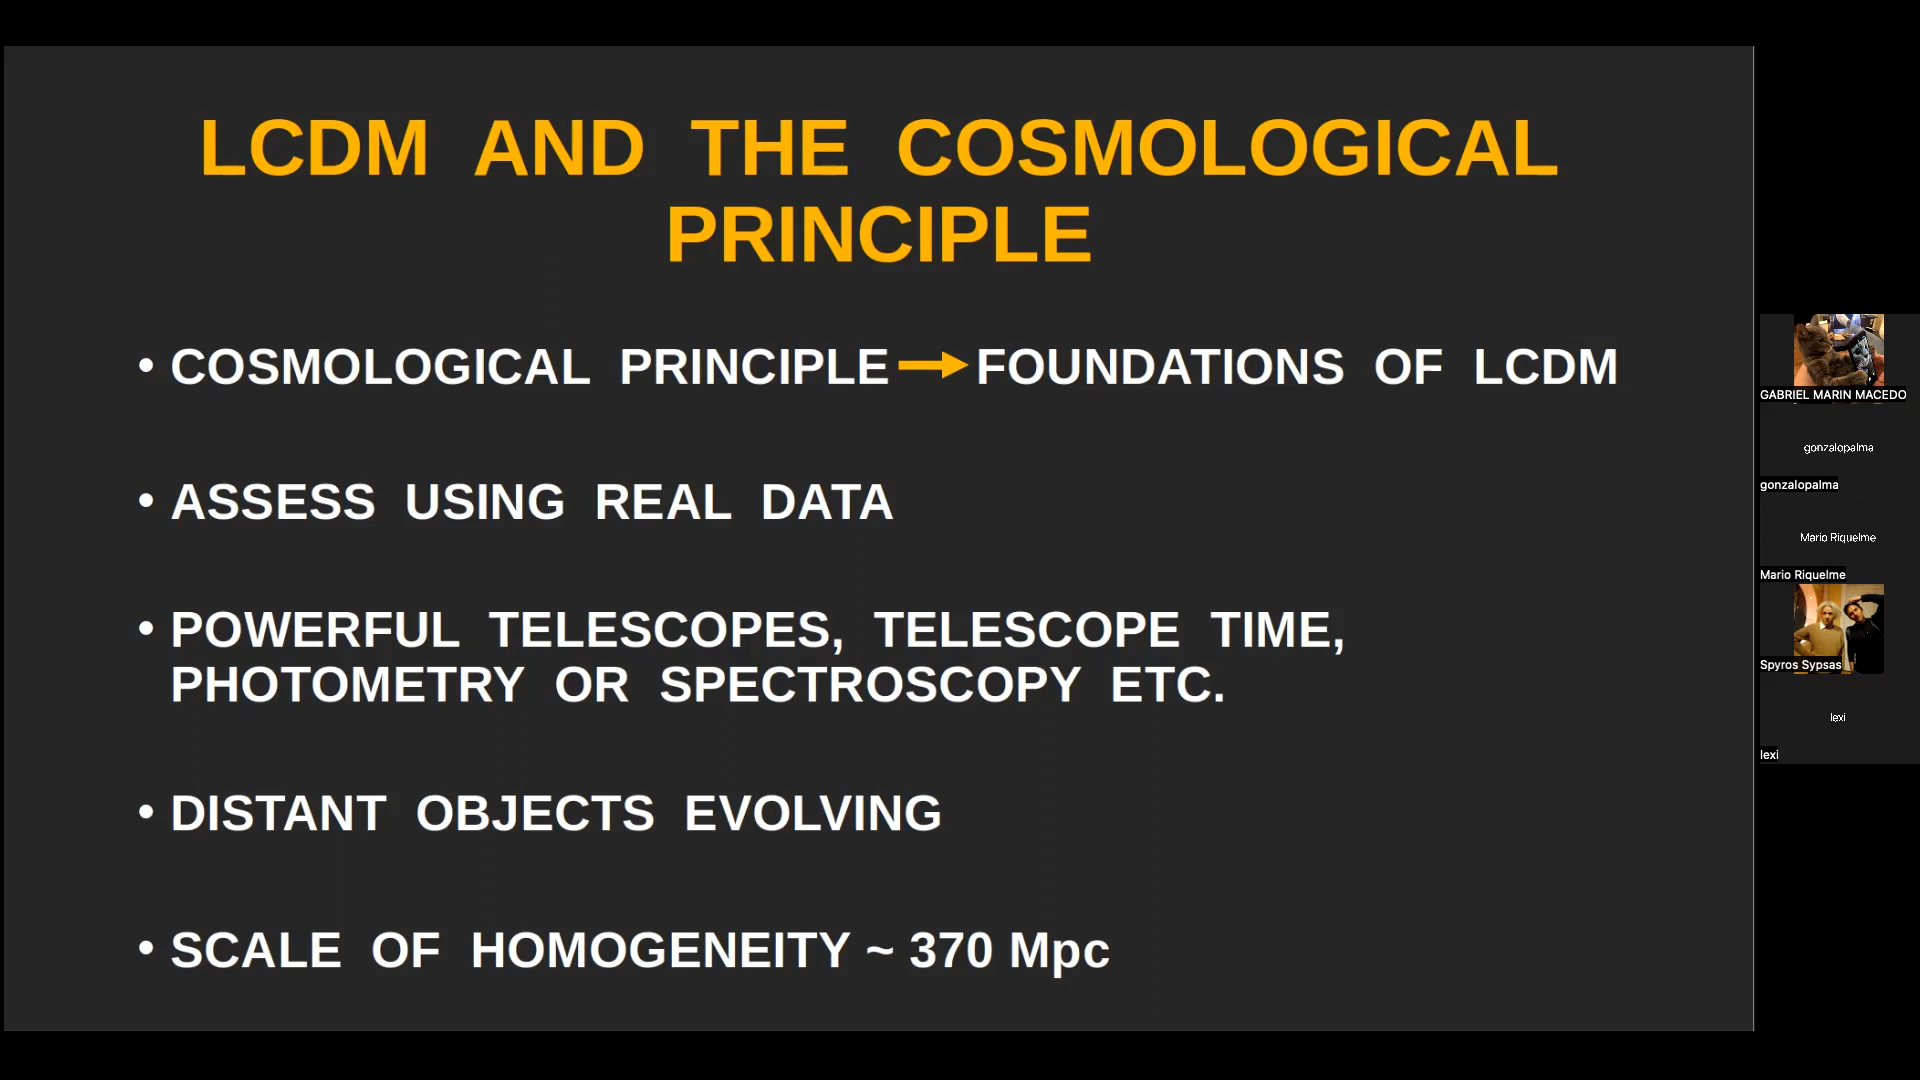 LCDM AND THE COSMOLOGICAL
PRINCIPLE
• COSMOLOGICAL PRINCIPLE → FOUNDATIONS OF LCDM
• ASSESS USING REAL DATA
• POWERFUL TELESCOPES, TELESCOPE TIME,
PHOTOMETRY OR SPECTROSCOPY ETC.
• DISTANT OBJECTS EVOLVING
• SCALE OF HOMOGENEITY ~ 370 Mpc
GABRIEL MARIN MACEDO
gonzalopalma
gonzalopalma
Mario Riquelme
Mario Riquelme
Spyros Sypsas
lexi
lexi